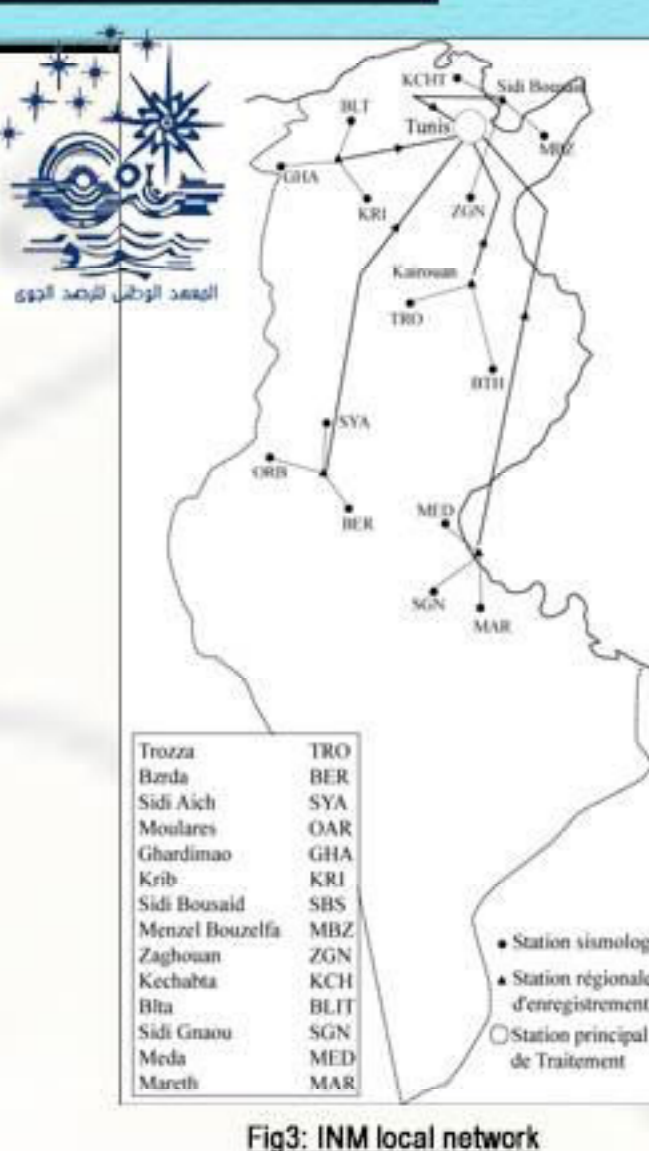 المعهد الوطني للرصد الجوي
KCHT
Sidi Bousaid
BLT
Tunis
MBZ
GHA
KRI
ZGN
Kairouan
TRO
BTH
SYA
ORB
BER
MED
SGN
MAR
Trozza TRO
Bzrda BER
Sidi Aich SYA
Moulares OAR
Ghardimao GHA
Krib KRI
Sidi Bousaid SBS
Menzel Bouzelfa MBZ
Zaghouan ZGN
Kechabta KCH
Blta BLIT
Sidi Gnaou SGN
Meda MED
Mareth MAR
Station sismolog
Station régionale
d'enregistrement
Station principal
de Traitement
Fig3: INM local network